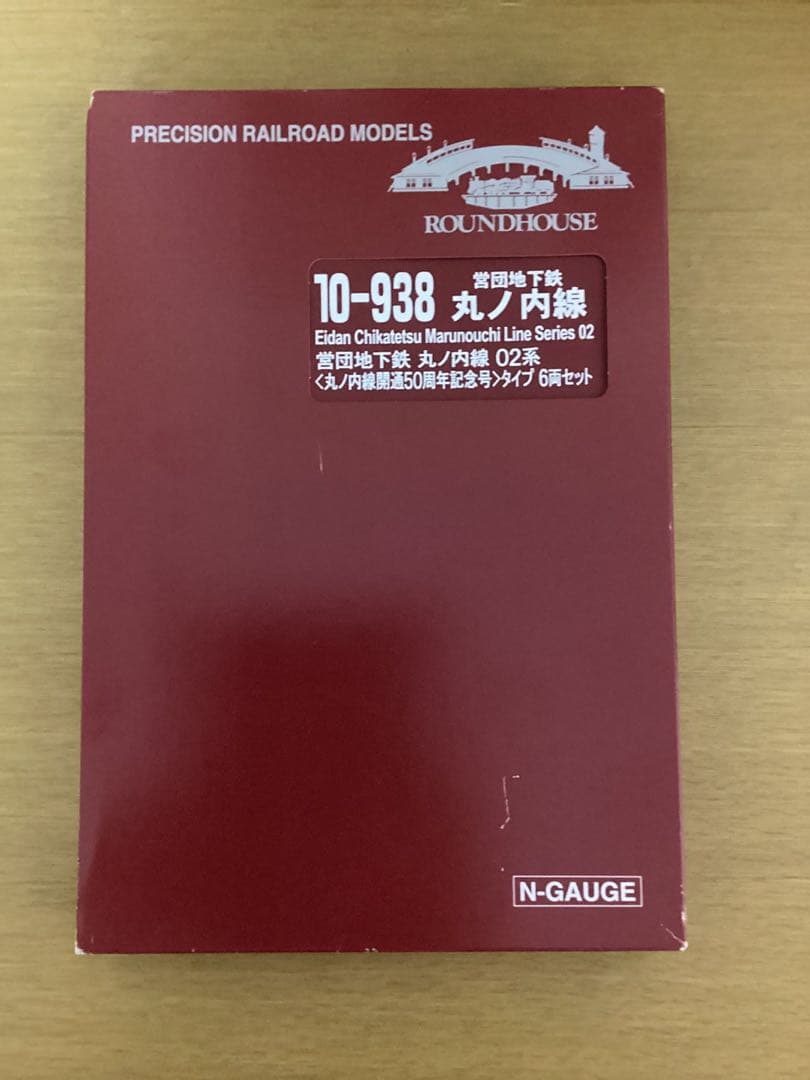 PRECISION RAILROAD MODELS
ROUNDHOUSE
10-938 営団地下鉄
丸ノ内線
Eidan Chikatetsu Marunouchi Line Series 02
営団地下鉄 丸ノ内線 02系
〈丸ノ内線開通50周年記念号〉タイプ 6両セット
N-GAUGE